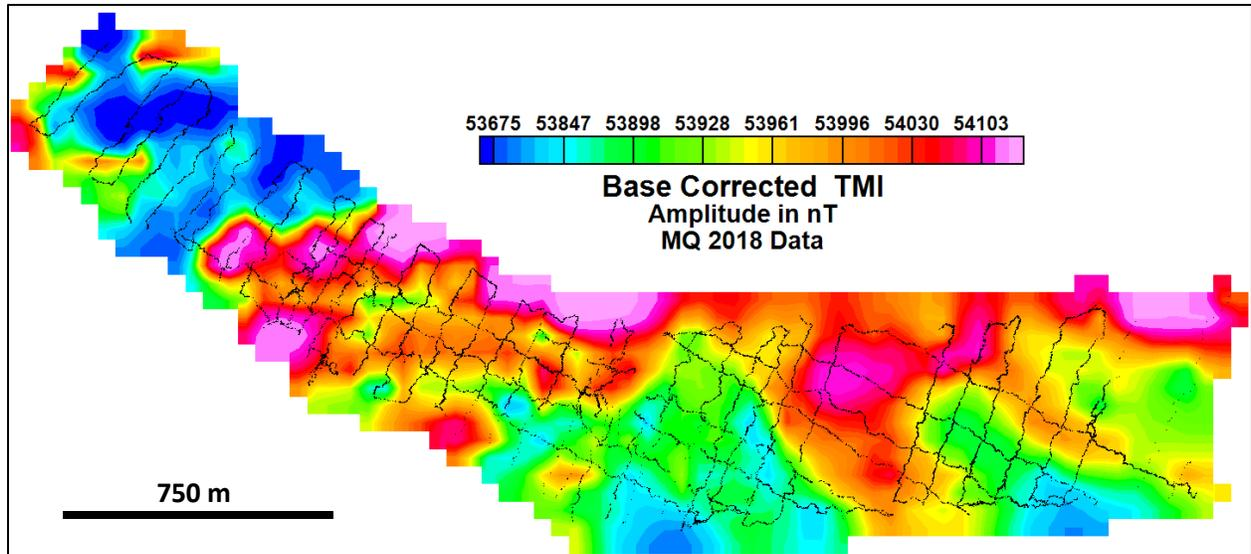 53675 53847 53898 53928 53961 53996 54030 54103
Base Corrected TMI
Amplitude in nT
MQ 2018 Data
750 m